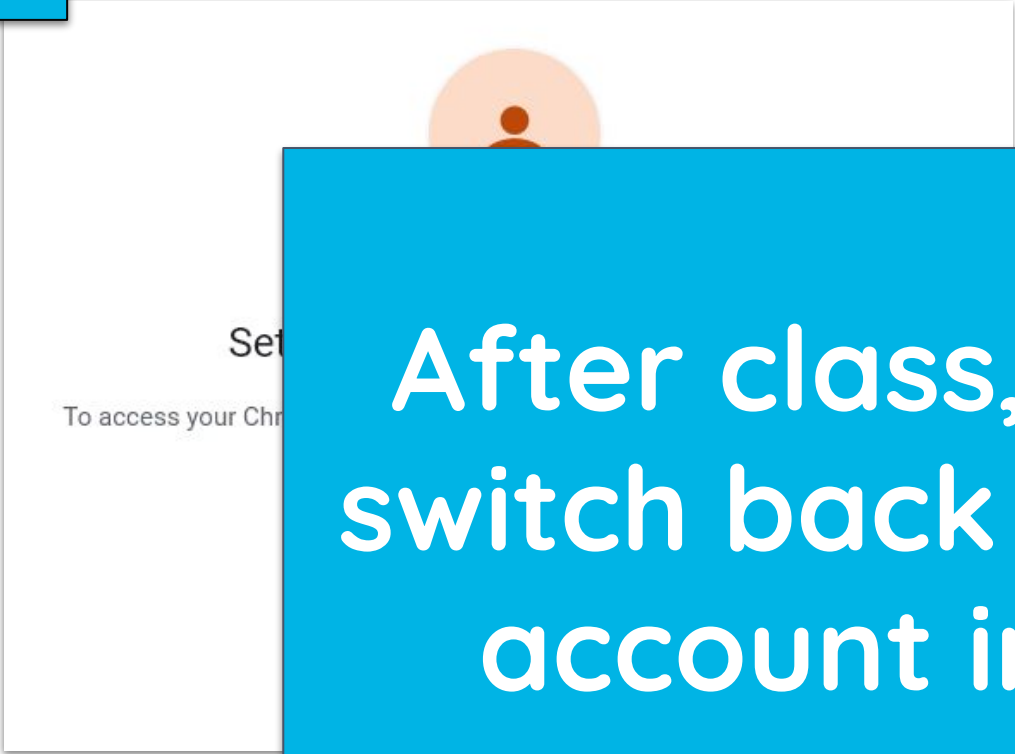 Set
To access your Chr
After class,
switch back
account